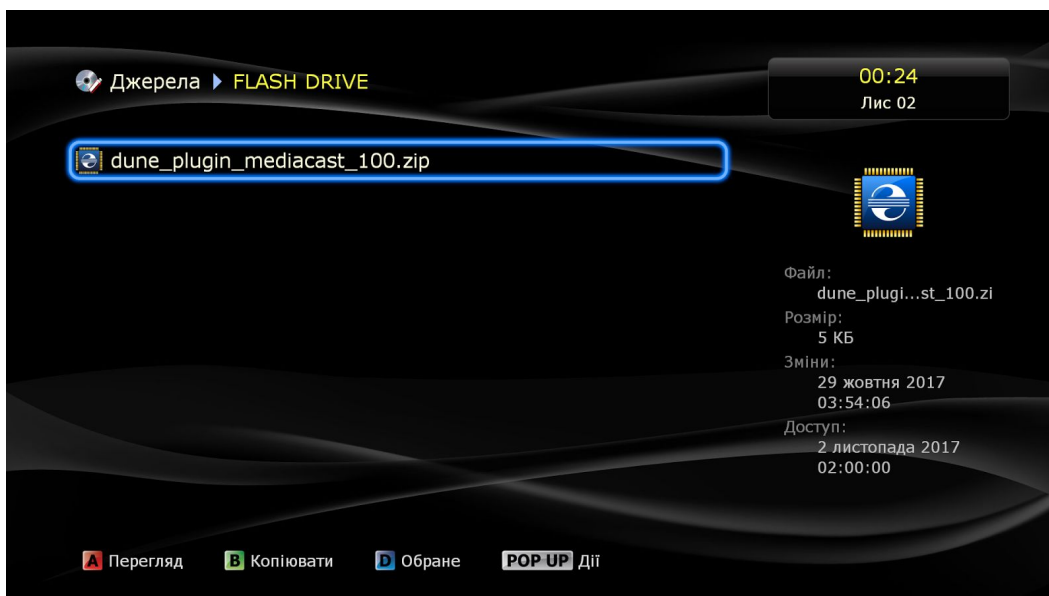 Джерела FLASH DRIVE
00:24
Лис 02
dune_plugin_mediacast_100.zip
Файл:
dune_plugi...st_100.zi
Розмір:
5 КБ
Зміни:
29 жовтня 2017
03:54:06
Доступ:
2 листопада 2017
02:00:00
A Перегляд B Копіювати D Обране POP UP Дії